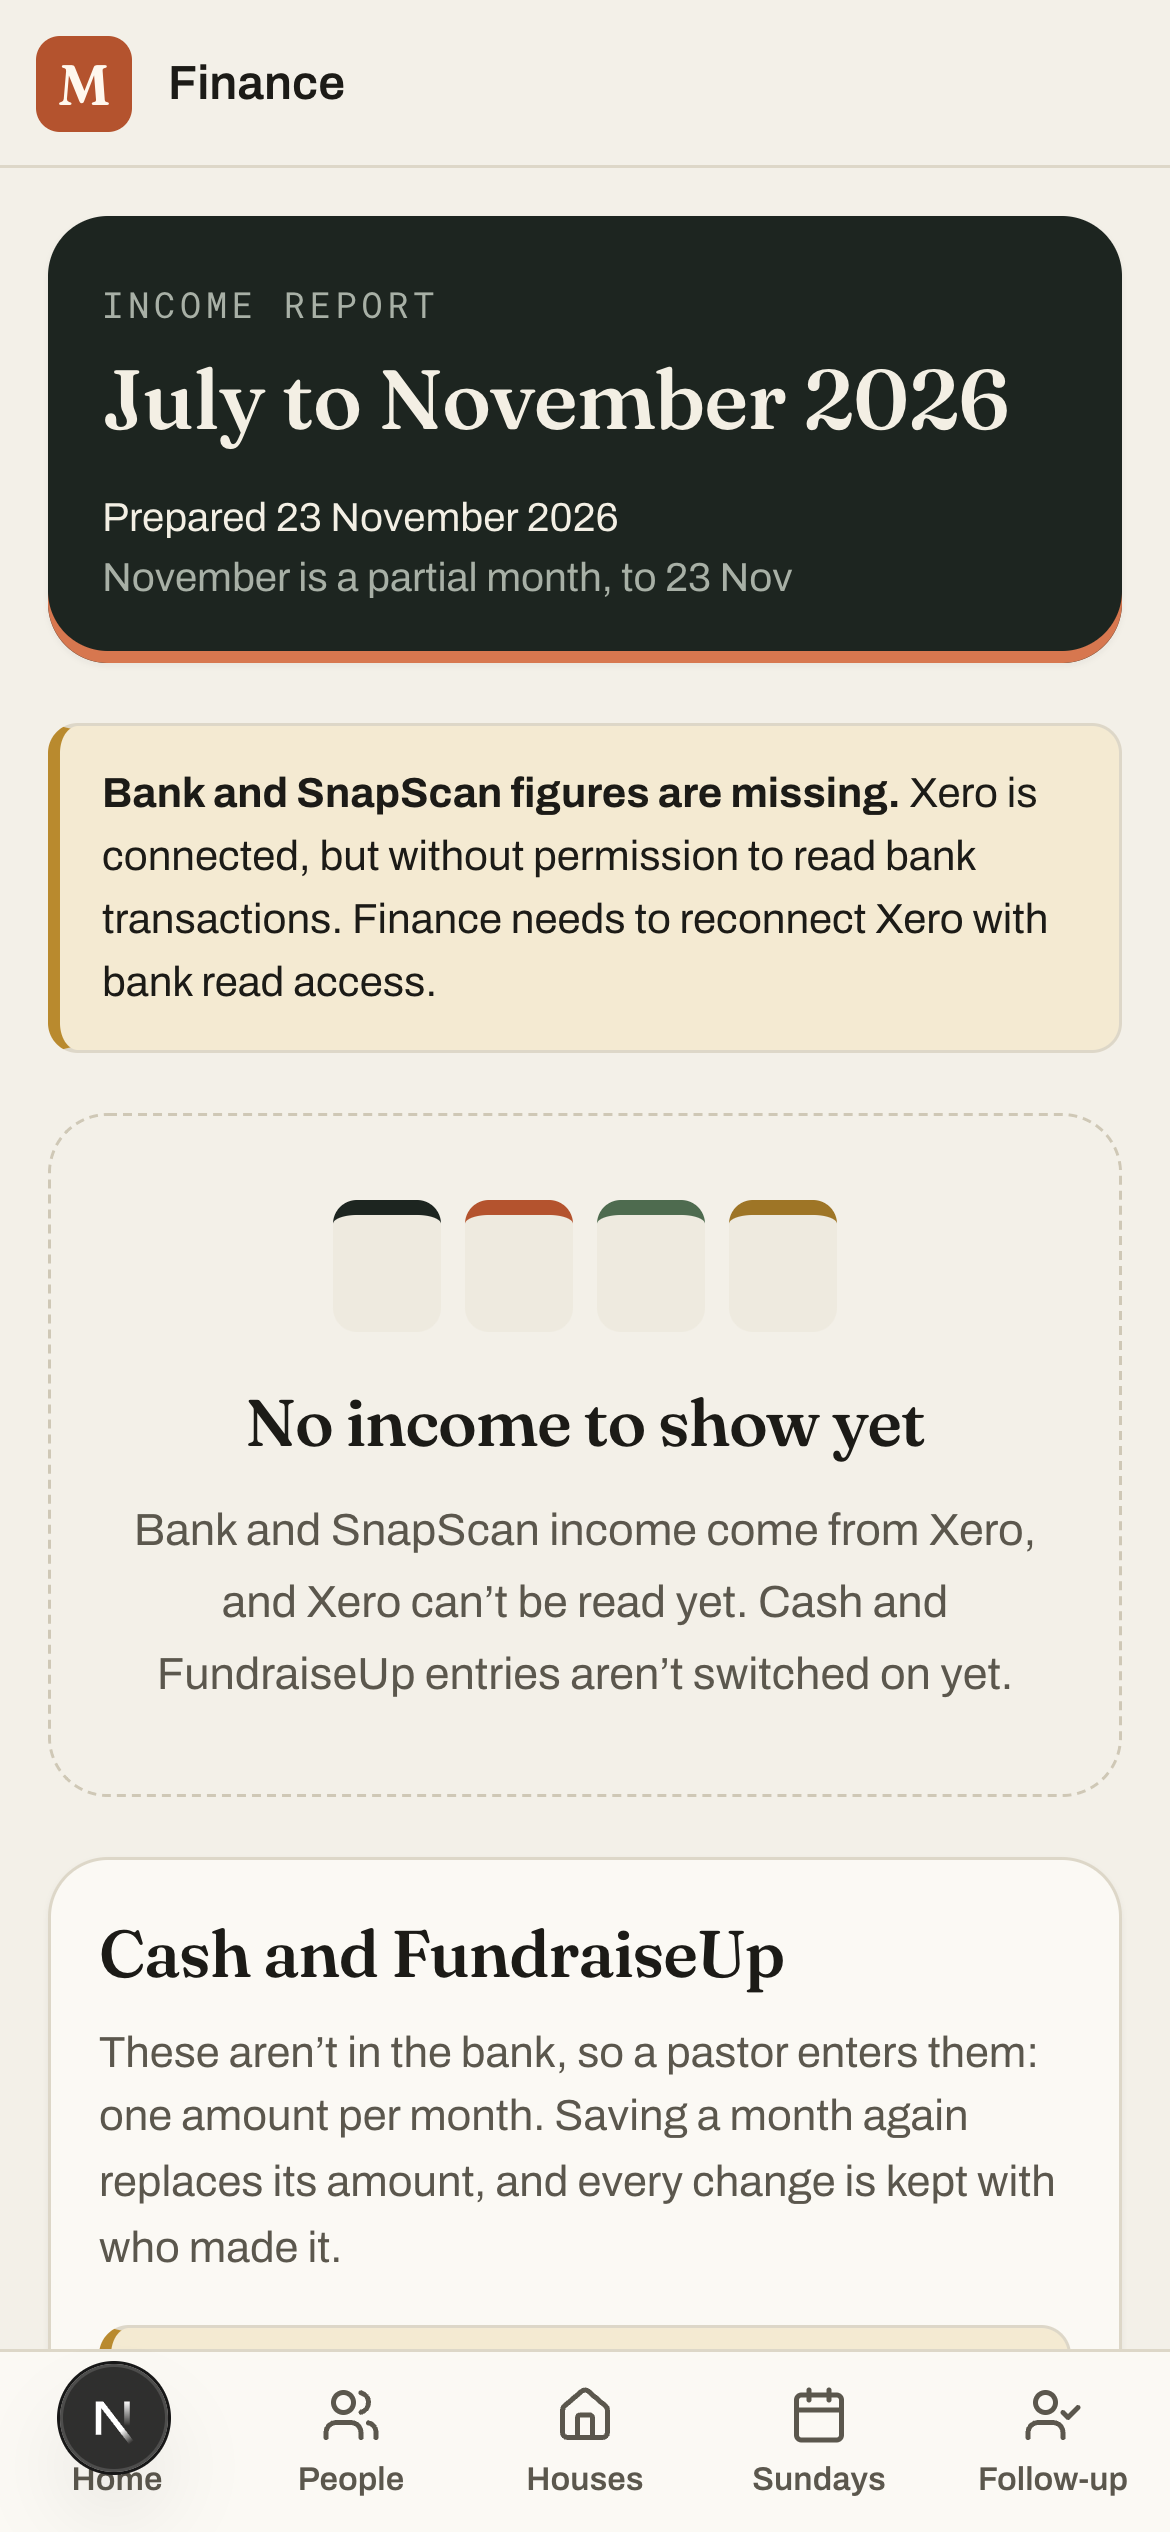 M
Finance
INCOME REPORT
July to November 2026
Prepared 23 November 2026
November is a partial month, to 23 Nov
Bank and SnapScan figures are missing. Xero is
connected, but without permission to read bank
transactions. Finance needs to reconnect Xero with
bank read access.
No income to show yet
Bank and SnapScan income come from Xero,
and Xero can’t be read yet. Cash and
FundraiseUp entries aren’t switched on yet.
Cash and FundraiseUp
These aren’t in the bank, so a pastor enters them:
one amount per month. Saving a month again
replaces its amount, and every change is kept with
who made it.
N
Home
People
Houses
Sundays
Follow-up